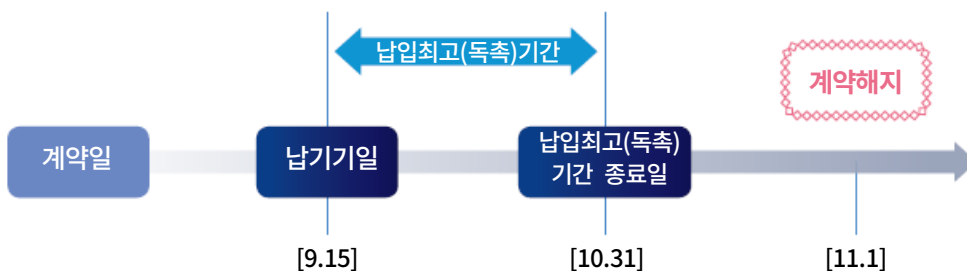 납입최고(독촉)기간
계약해지
계약일
납기기일
납입최고(독촉)
기간 종료일
[9.15]
[10.31]
[11.1]